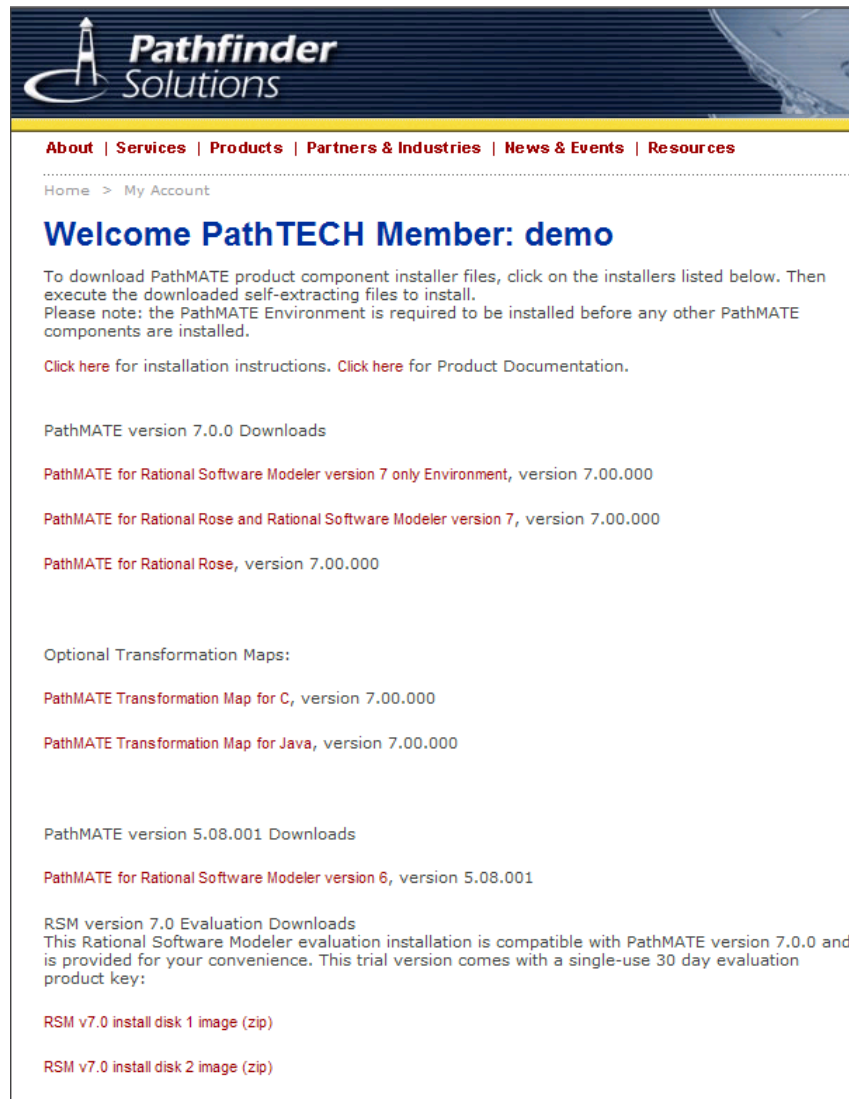 Pathfinder
Solutions
About | Services | Products | Partners & Industries | News & Events | Resources
Home > My Account
Welcome PathTECH Member: demo
To download PathMATE product component installer files, click on the installers listed below. Then
execute the downloaded self-extracting files to install.
Please note: the PathMATE Environment is required to be installed before any other PathMATE
components are installed.
Click here for installation instructions. Click here for Product Documentation.
PathMATE version 7.0.0 Downloads
PathMATE for Rational Software Modeler version 7 only Environment, version 7.00.000
PathMATE for Rational Rose and Rational Software Modeler version 7, version 7.00.000
PathMATE for Rational Rose, version 7.00.000
Optional Transformation Maps:
PathMATE Transformation Map for C, version 7.00.000
PathMATE Transformation Map for Java, version 7.00.000
PathMATE version 5.08.001 Downloads
PathMATE for Rational Software Modeler version 6, version 5.08.001
RSM version 7.0 Evaluation Downloads
This Rational Software Modeler evaluation installation is compatible with PathMATE version 7.0.0 and
is provided for your convenience. This trial version comes with a single-use 30 day evaluation
product key:
RSM v7.0 install disk 1 image (zip)
RSM v7.0 install disk 2 image (zip)